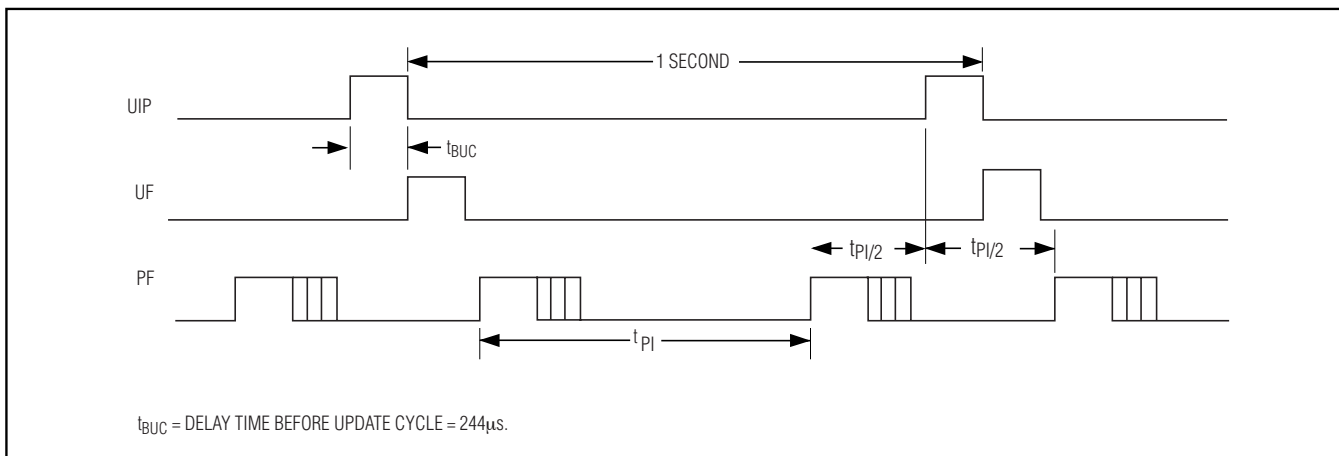 1 SECOND
UIP
tBUC
UF
tPI/2 tPI/2
PF
tPI
tBUC = DELAY TIME BEFORE UPDATE CYCLE = 244μs.